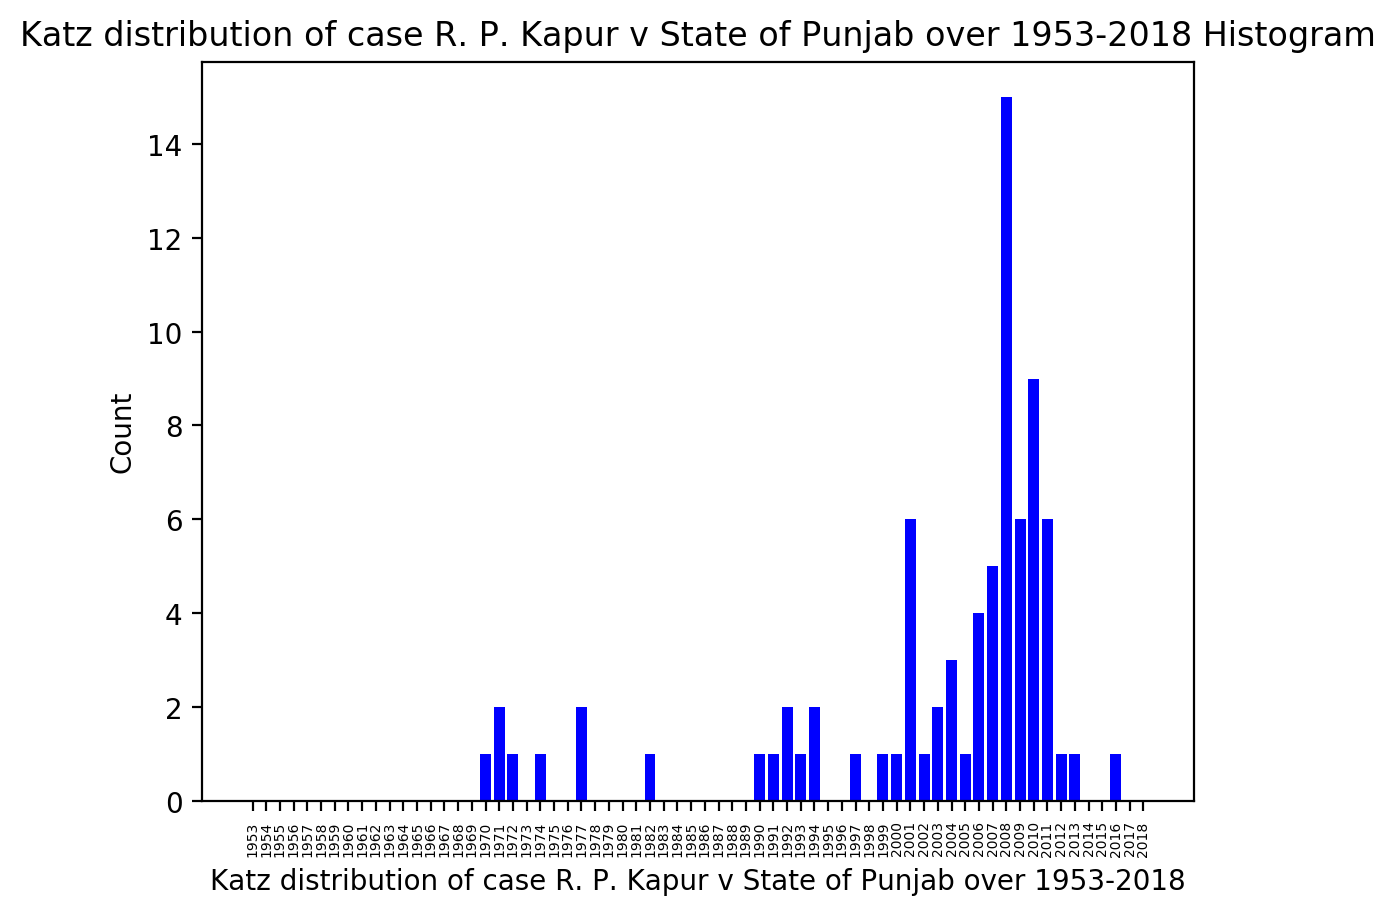 Katz distribution of case R. P. Kapur v State of Punjab over 1953-2018 Histogram
14
12
10
8
6
4
2
0
Count
1953 1954 1955 1956 1957 1958 1959 1960 1961 1962 1963 1964 1965 1966 1967 1968 1969 1970 1971 1972 1973 1974 1975 1976 1977 1978 1979 1980 1981 1982 1983 1984 1985 1986 1987 1988 1989 1990 1991 1992 1993 1994 1995 1996 1997 1998 1999 2000 2001 2002 2003 2004 2005 2006 2007 2008 2009 2010 2011 2012 2013 2014 2015 2016 2017 2018
Katz distribution of case R. P. Kapur v State of Punjab over 1953-2018